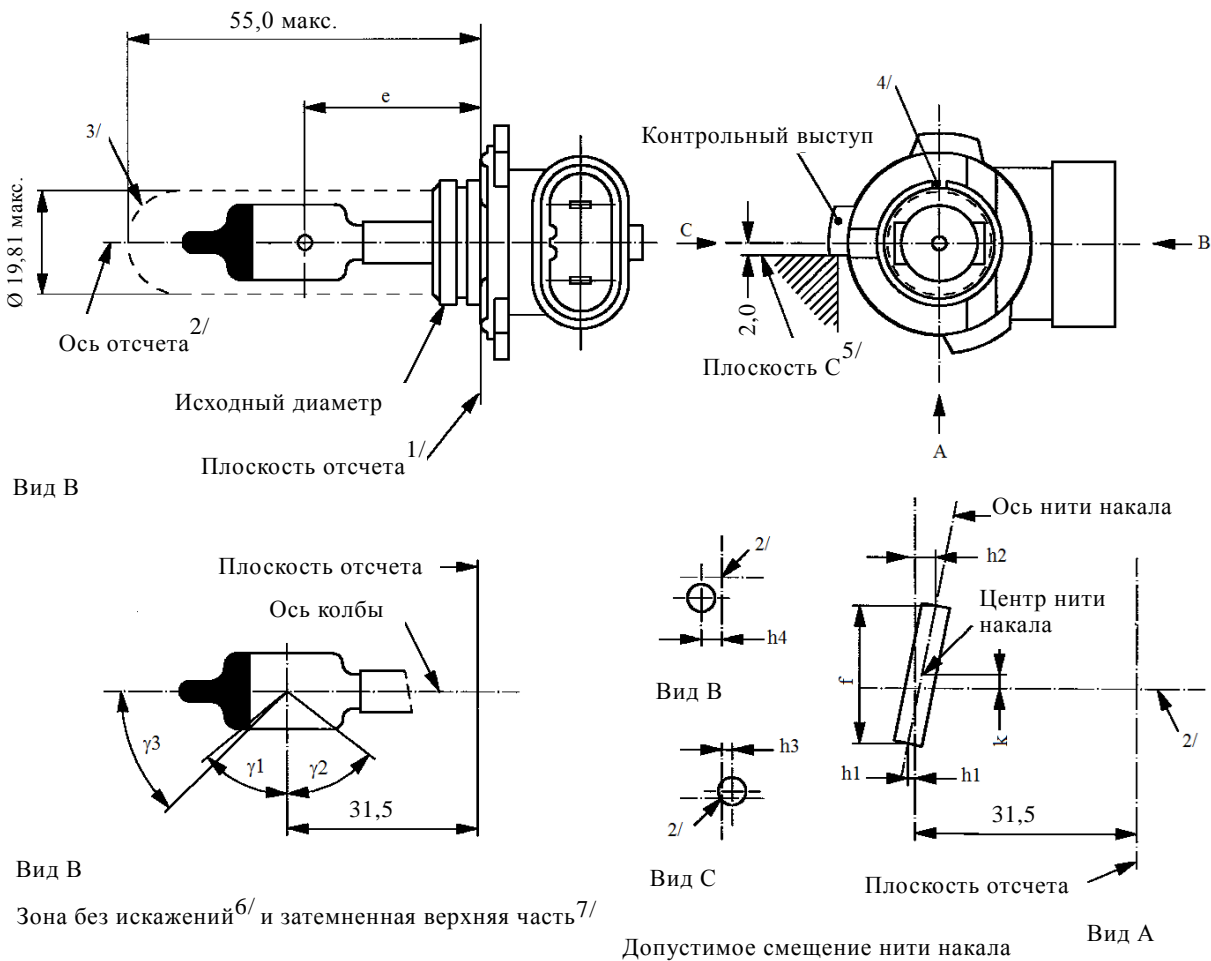 55,0 макс.
e
3/
4/
Контрольный выступ
Ø 19,81 макс.
C
B
2,0
Ось отсчета 2/
Плоскость C 5/
Исходный диаметр
Плоскость отсчета 1/
A
Вид B
Ось нити накала
2/
h2
Плоскость отсчета
Ось колбы
Центр нити
накала
h4
f
Вид B
k
γ3
γ1
γ2
h3
2/
h1
h1
31,5
2/
31,5
Вид B
Вид C
Плоскость отсчета
Зона без искажений 6/ и затемненная верхняя часть 7/
Вид A
Допустимое смещение нити накала